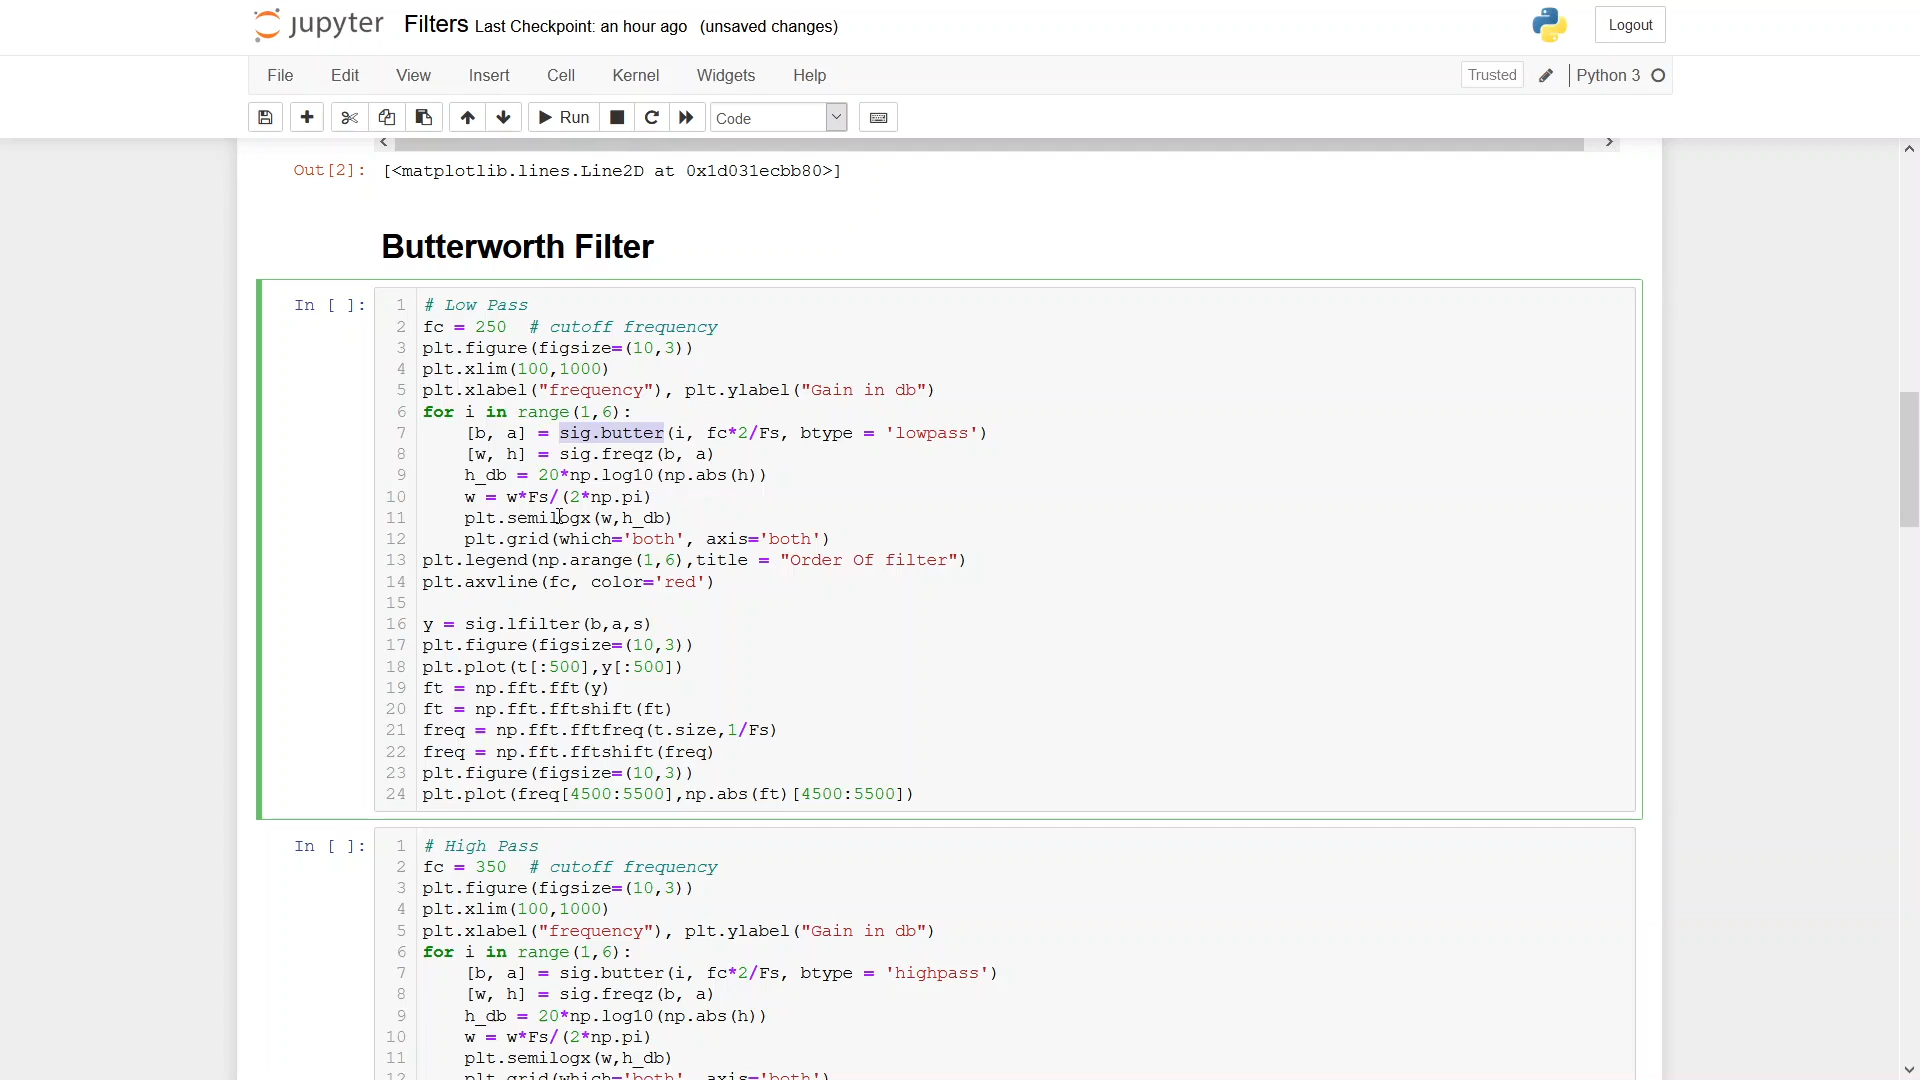 jupyter Filters Last Checkpoint: an hour ago (unsaved changes) Logout
File Edit View Insert Cell Kernel Widgets Help Trusted Python 3
Run Code
Out[2]: [<matplotlib.lines.Line2D at 0x1d031ecbb80>]
Butterworth Filter
In [ ]: 1 # Low Pass
2 fc = 250  # cutoff frequency
3 plt.figure(figsize=(10,3))
4 plt.xlim(100,1000)
5 plt.xlabel("frequency"), plt.ylabel("Gain in db")
6 for i in range(1,6):
7     [b, a] = sig.butter(i, fc*2/Fs, btype = 'lowpass')
8     [w, h] = sig.freqz(b, a)
9     h_db = 20*np.log10(np.abs(h))
10     w = w*Fs/(2*np.pi)
11     plt.semilogx(w,h_db)
12     plt.grid(which='both', axis='both')
13 plt.legend(np.arange(1,6),title = "Order Of filter")
14 plt.axvline(fc, color='red')
15
16 y = sig.lfilter(b,a,s)
17 plt.figure(figsize=(10,3))
18 plt.plot(t[:500],y[:500])
19 ft = np.fft.fft(y)
20 ft = np.fft.fftshift(ft)
21 freq = np.fft.fftfreq(t.size,1/Fs)
22 freq = np.fft.fftshift(freq)
23 plt.figure(figsize=(10,3))
24 plt.plot(freq[4500:5500],np.abs(ft)[4500:5500])
In [ ]: 1 # High Pass
2 fc = 350  # cutoff frequency
3 plt.figure(figsize=(10,3))
4 plt.xlim(100,1000)
5 plt.xlabel("frequency"), plt.ylabel("Gain in db")
6 for i in range(1,6):
7     [b, a] = sig.butter(i, fc*2/Fs, btype = 'highpass')
8     [w, h] = sig.freqz(b, a)
9     h_db = 20*np.log10(np.abs(h))
10     w = w*Fs/(2*np.pi)
11     plt.semilogx(w,h_db)
12     plt.grid(which='both', axis='both')